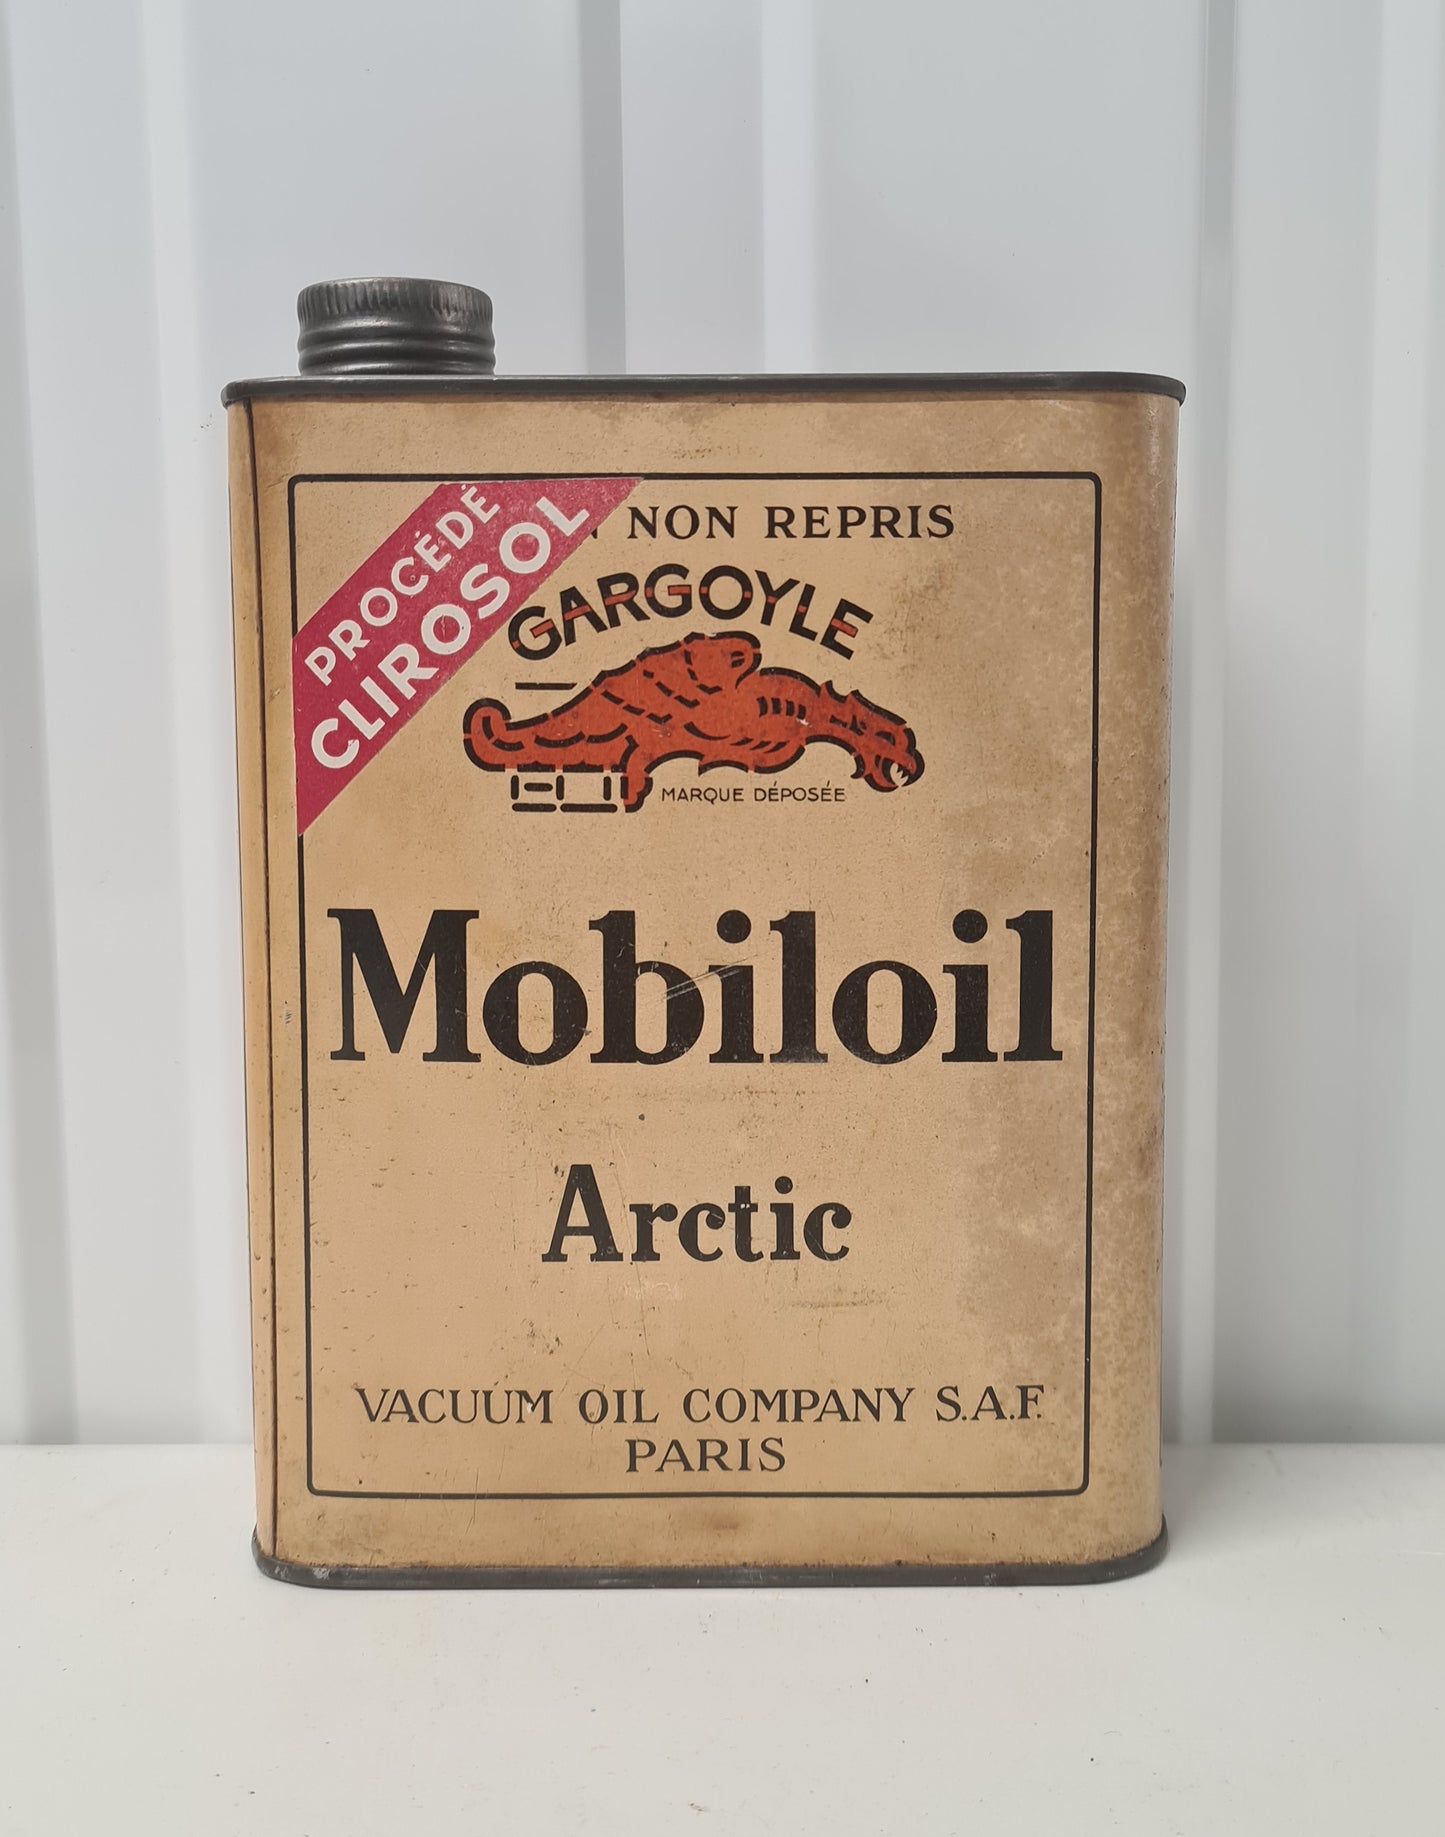 PROCÉDÉ
CLIROSOL
NON REPRIS
GARGOYLE
MARQUE DÉPOSÉE
Mobiloil
Arctic
VACUUM OIL COMPANY S.A.F.
PARIS